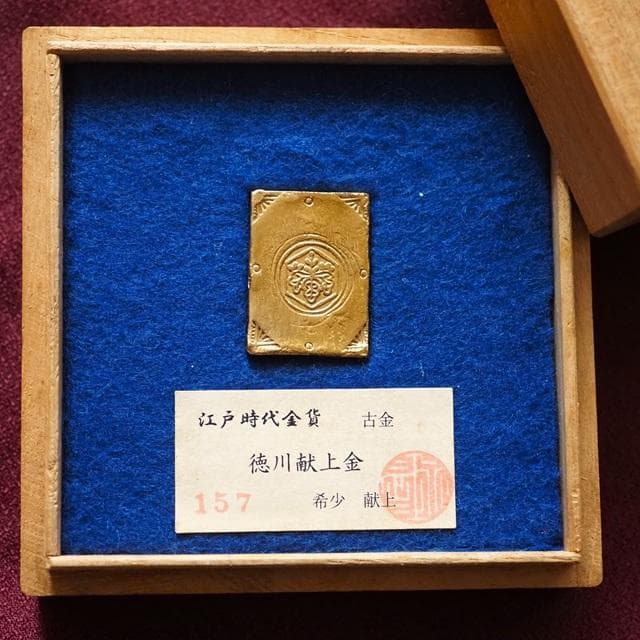 江戸時代金貨 古金
徳川献上金
157 希少 献上